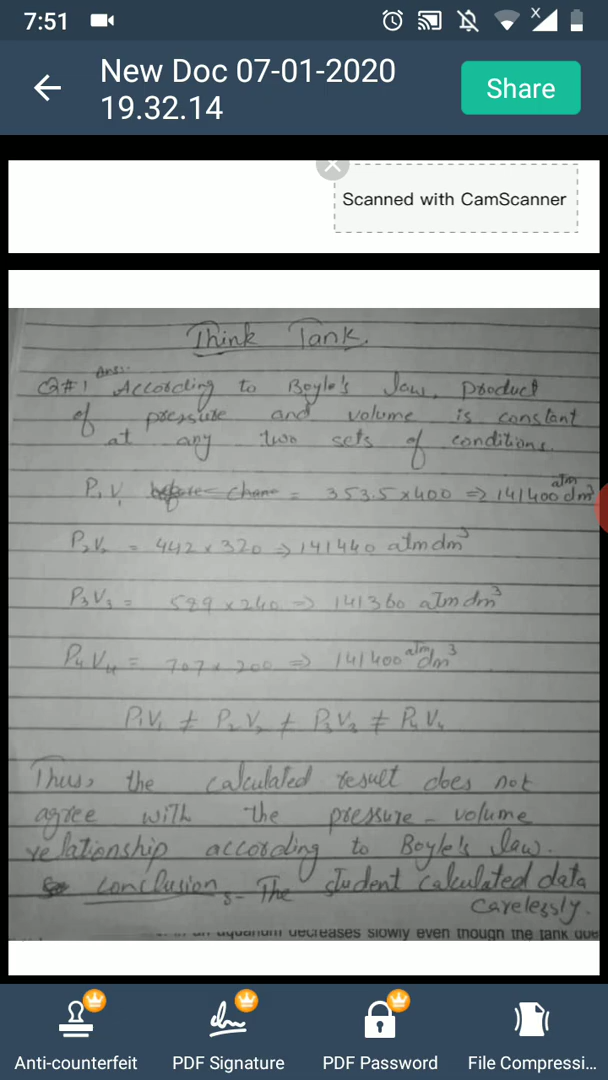 7:51
New Doc 07-01-2020
19.32.14
Share
Scanned with CamScanner
Think Tank.
Ans:-
Q#1 According to Boyle's law, Product
of pressure and volume is constant
at any two sets of conditions.
P₁V₁ before chane = 353.5 x 400 => 141400 atm dm³
P₂V₂ = 442 x 320 => 141440 atm dm³
P₃V₃ = 589 x 240 => 141360 atm dm³
P₄V₄ = 707 x 200 => 141400 atm dm³
P₁V₁ ≠ P₂V₂ ≠ P₃V₃ ≠ P₄V₄
Thus, the calculated result does not
agree with the pressure - volume
relationship according to Boyle's law.
conclusion:- The student calculated data
carelessly.
aquarium decreases slowly even though the tank
Anti-counterfeit
PDF Signature
PDF Password
File Compressi...